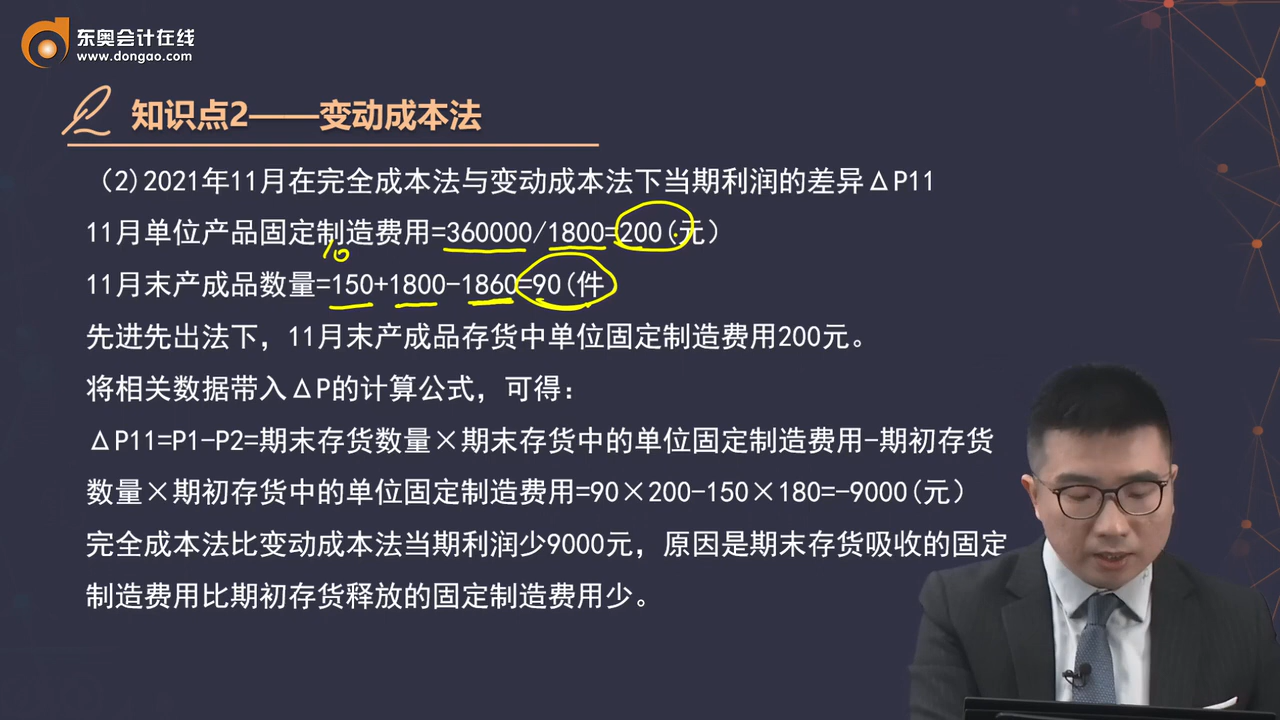 东奥会计在线
www.dongao.com
知识点2——变动成本法
（2)2021年11月在完全成本法与变动成本法下当期利润的差异ΔP11
11月单位产品固定制造费用=360000/1800=200(元）
10
11月末产成品数量=150+1800-1860=90(件
先进先出法下，11月末产成品存货中单位固定制造费用200元。
将相关数据带入ΔP的计算公式，可得：
ΔP11=P1-P2=期末存货数量×期末存货中的单位固定制造费用-期初存货
数量×期初存货中的单位固定制造费用=90×200-150×180=-9000(元）
完全成本法比变动成本法当期利润少9000元，原因是期末存货吸收的固定
制造费用比期初存货释放的固定制造费用少。